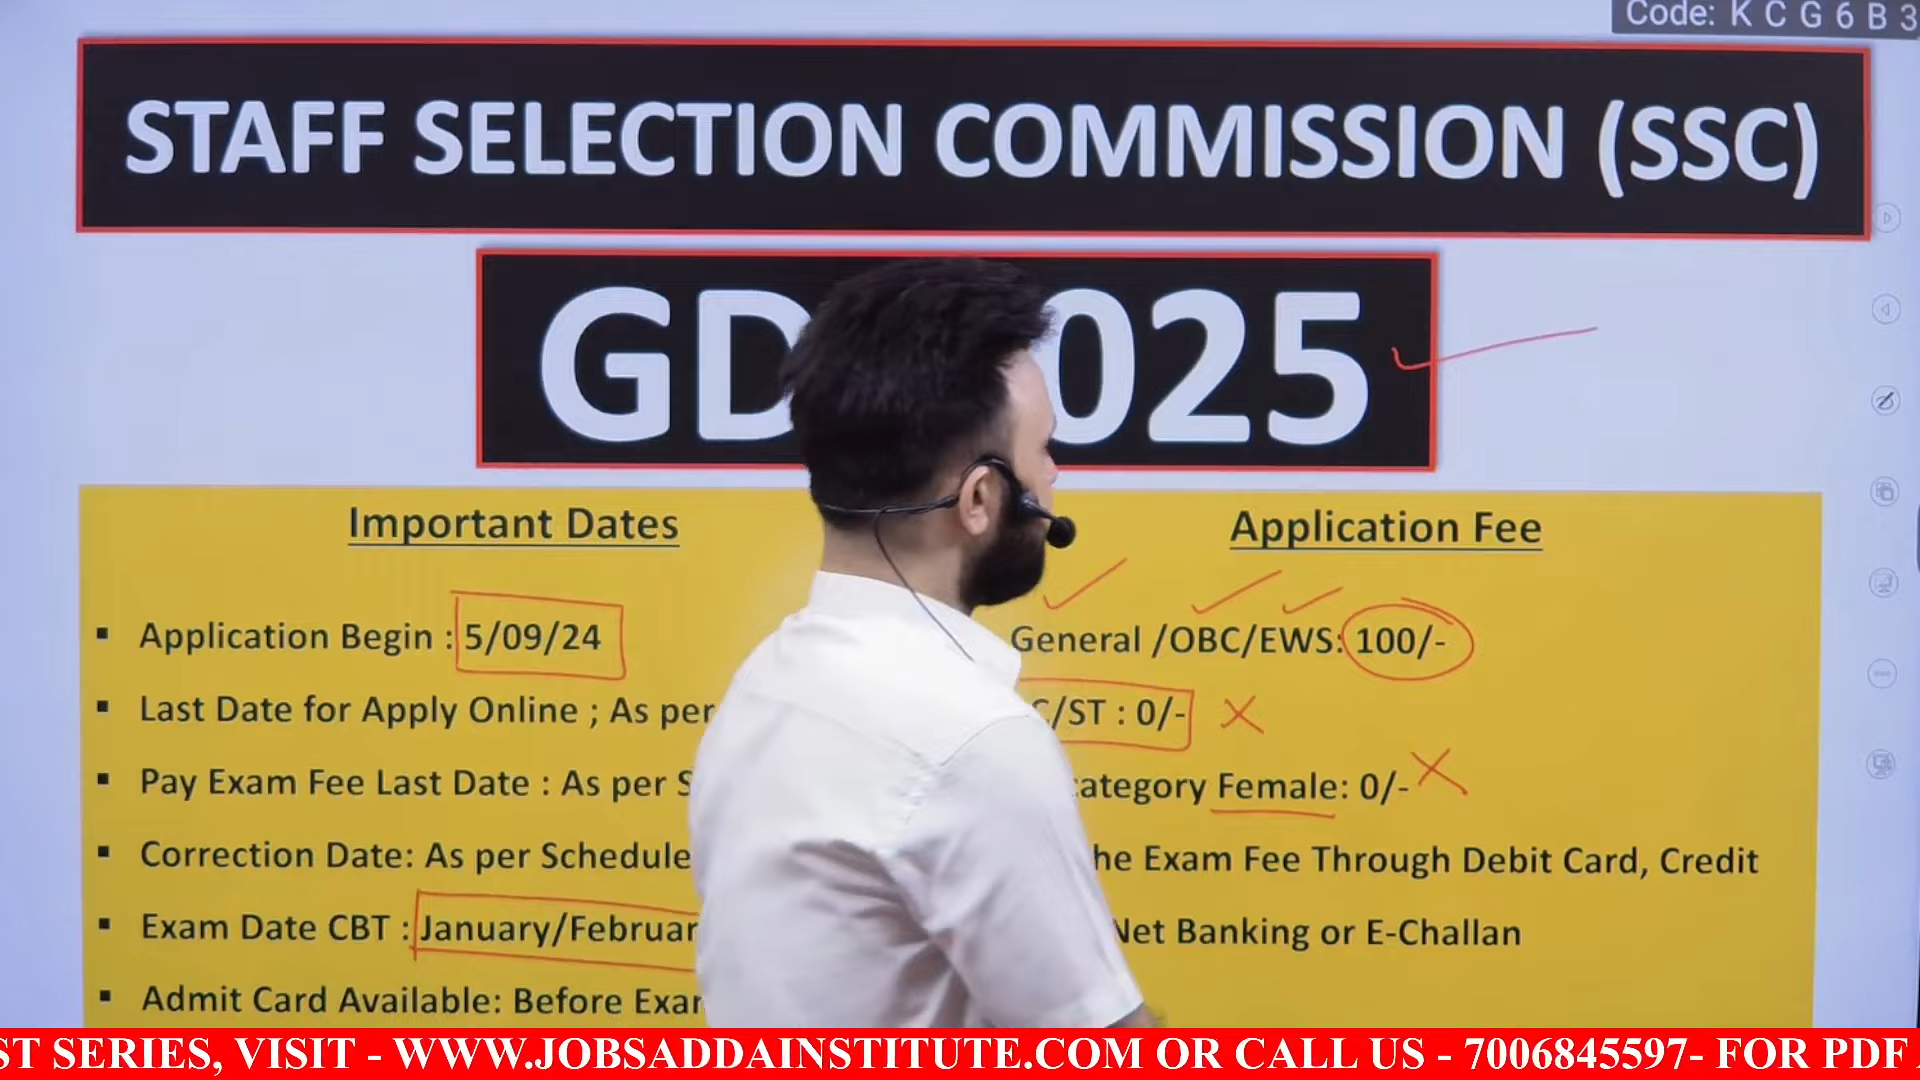 Code: K C G 6 B 3
STAFF SELECTION COMMISSION (SSC)
GD 025
Important Dates
▪ Application Begin : 5/09/24
▪ Last Date for Apply Online ; As per
▪ Pay Exam Fee Last Date : As per S
▪ Correction Date: As per Schedule
▪ Exam Date CBT : January/Februar
▪ Admit Card Available: Before Exar
Application Fee
General /OBC/EWS: 100/-
/ST : 0/-
ategory Female: 0/-
he Exam Fee Through Debit Card, Credit
Net Banking or E-Challan
ST SERIES, VISIT - WWW.JOBSADDAINSTITUTE.COM OR CALL US - 7006845597- FOR PDF